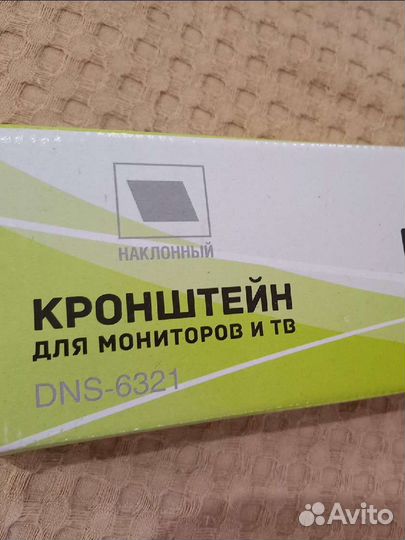 НАКЛОННЫЙ
КРОНШТЕЙН
ДЛЯ МОНИТОРОВ И ТВ
DNS-6321
Avito